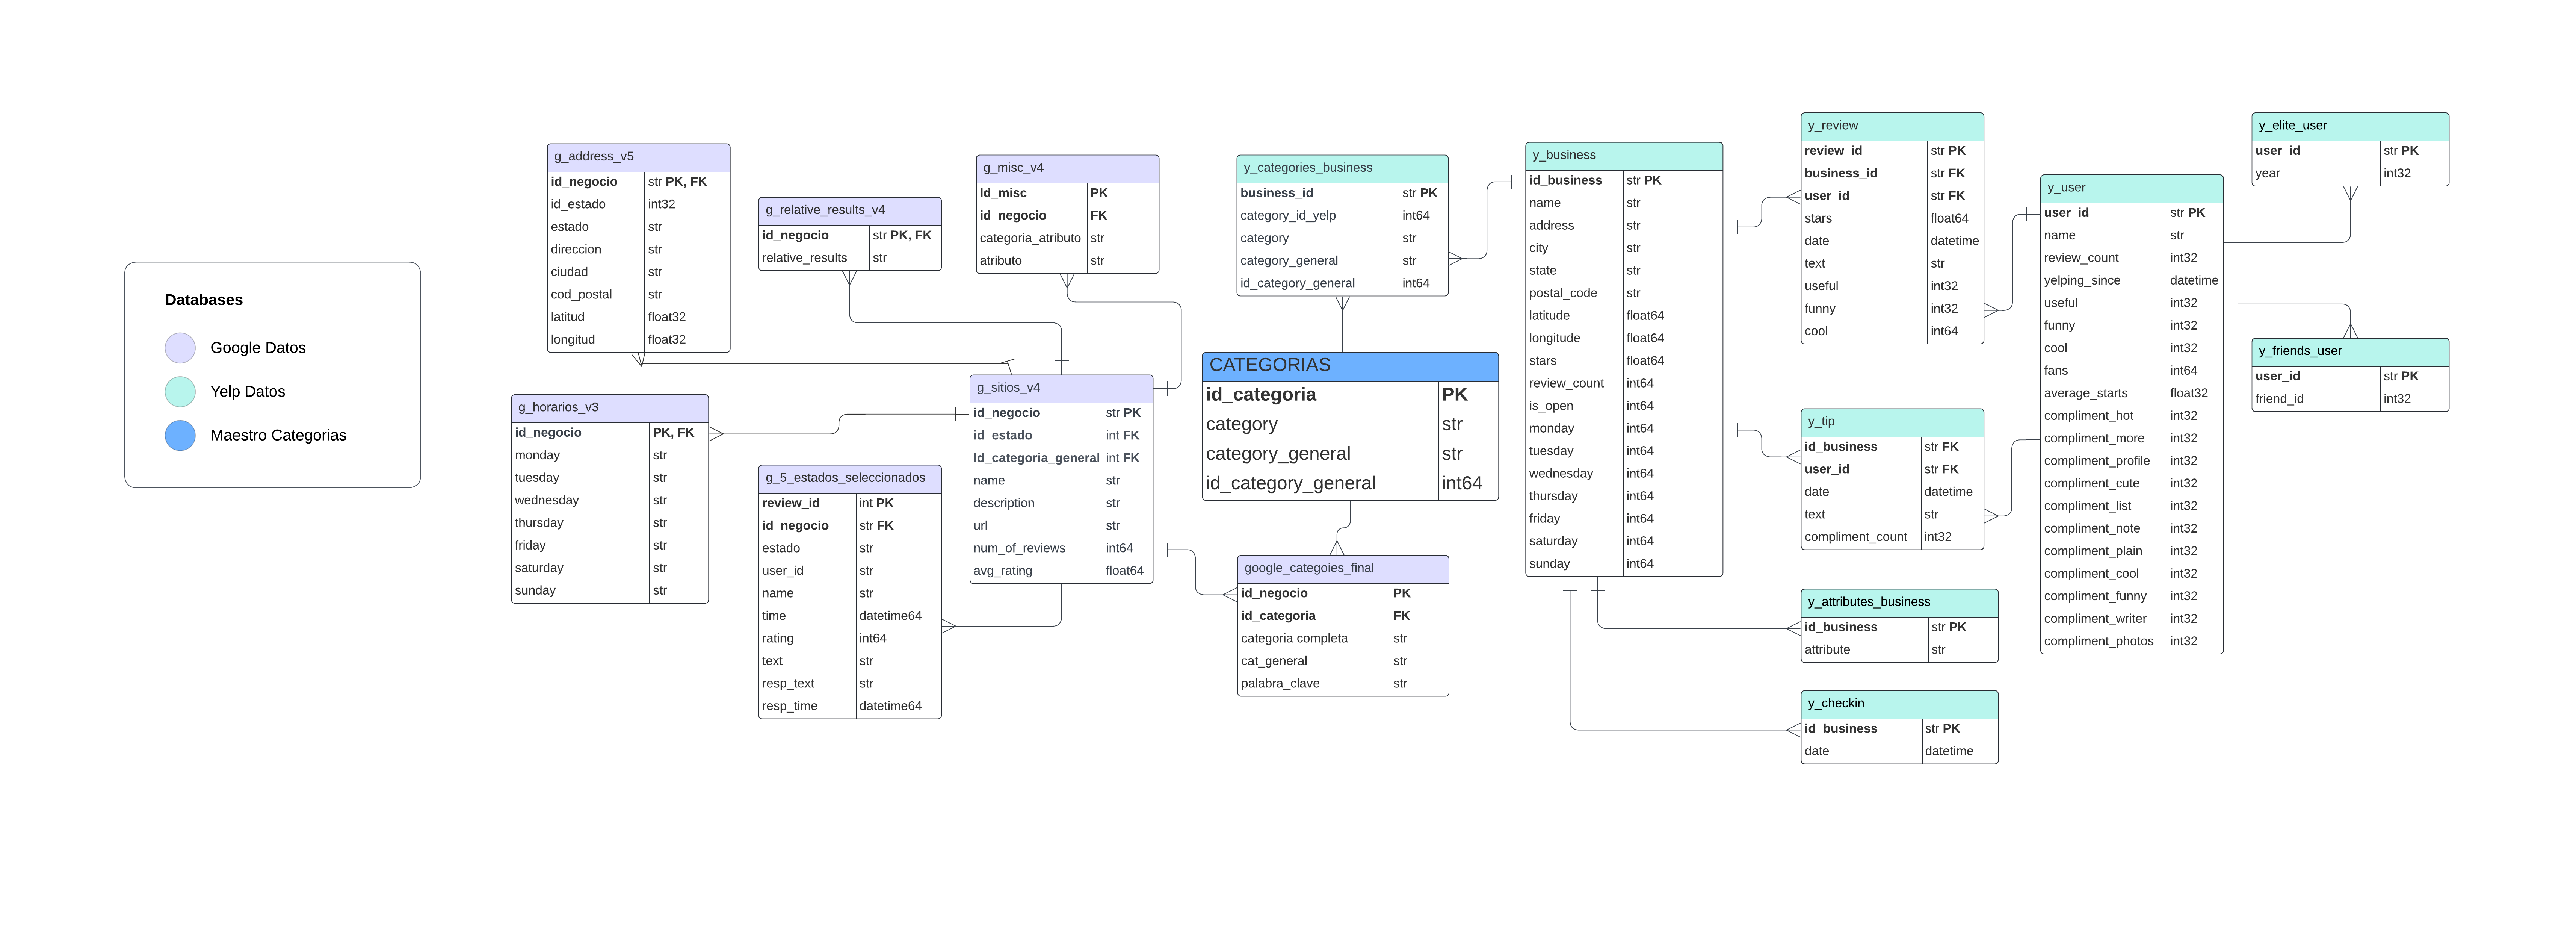 Databases
Google Datos
Yelp Datos
Maestro Categorias
g_address_v5
id_negocio str PK, FK
id_estado int32
estado str
direccion str
ciudad str
cod_postal str
latitud float32
longitud float32
g_horarios_v3
id_negocio PK, FK
monday str
tuesday str
wednesday str
thursday str
friday str
saturday str
sunday str
g_relative_results_v4
id_negocio str PK, FK
relative_results str
g_5_estados_seleccionados
review_id int PK
id_negocio str FK
estado str
user_id str
name str
time datetime64
rating int64
text str
resp_text str
resp_time datetime64
g_misc_v4
Id_misc PK
id_negocio FK
categoria_atributo str
atributo str
g_sitios_v4
id_negocio str PK
id_estado int FK
Id_categoria_general int FK
name str
description str
url str
num_of_reviews int64
avg_rating float64
y_categories_business
business_id str PK
category_id_yelp int64
category str
category_general str
id_category_general int64
CATEGORIAS
id_categoria PK
category str
category_general str
id_category_general int64
google_categoies_final
id_negocio PK
id_categoria FK
categoria completa str
cat_general str
palabra_clave str
y_business
id_business str PK
name str
address str
city str
state str
postal_code str
latitude float64
longitude float64
stars float64
review_count int64
is_open int64
monday int64
tuesday int64
wednesday int64
thursday int64
friday int64
saturday int64
sunday int64
y_review
review_id str PK
business_id str FK
user_id str FK
stars float64
date datetime
text str
useful int32
funny int32
cool int64
y_tip
id_business str FK
user_id str FK
date datetime
text str
compliment_count int32
y_attributes_business
id_business str PK
attribute str
y_checkin
id_business str PK
date datetime
y_user
user_id str PK
name str
review_count int32
yelping_since datetime
useful int32
funny int32
cool int32
fans int64
average_starts float32
compliment_hot int32
compliment_more int32
compliment_profile int32
compliment_cute int32
compliment_list int32
compliment_note int32
compliment_plain int32
compliment_cool int32
compliment_funny int32
compliment_writer int32
compliment_photos int32
y_elite_user
user_id str PK
year int32
y_friends_user
user_id str PK
friend_id int32